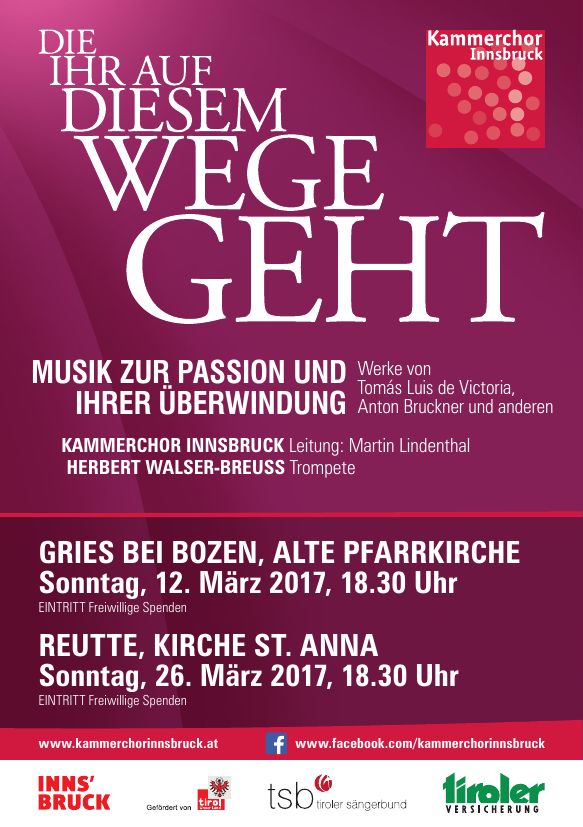 DIE
IHR AUF
DIESEM
WEGE
GEHT
Kammerchor
Innsbruck
MUSIK ZUR PASSION UND
IHRER ÜBERWINDUNG
Werke von
Tomás Luis de Victoria,
Anton Bruckner und anderen
KAMMERCHOR INNSBRUCK Leitung: Martin Lindenthal
HERBERT WALSER-BREUSS Trompete
GRIES BEI BOZEN, ALTE PFARRKIRCHE
Sonntag, 12. März 2017, 18.30 Uhr
EINTRITT Freiwillige Spenden
REUTTE, KIRCHE ST. ANNA
Sonntag, 26. März 2017, 18.30 Uhr
EINTRITT Freiwillige Spenden
www.kammerchorinnsbruck.at
f www.facebook.com/kammerchorinnsbruck
INNS'
BRUCK
Gefördert von
tirol
tsb tiroler sängerbund
tiroler
VERSICHERUNG